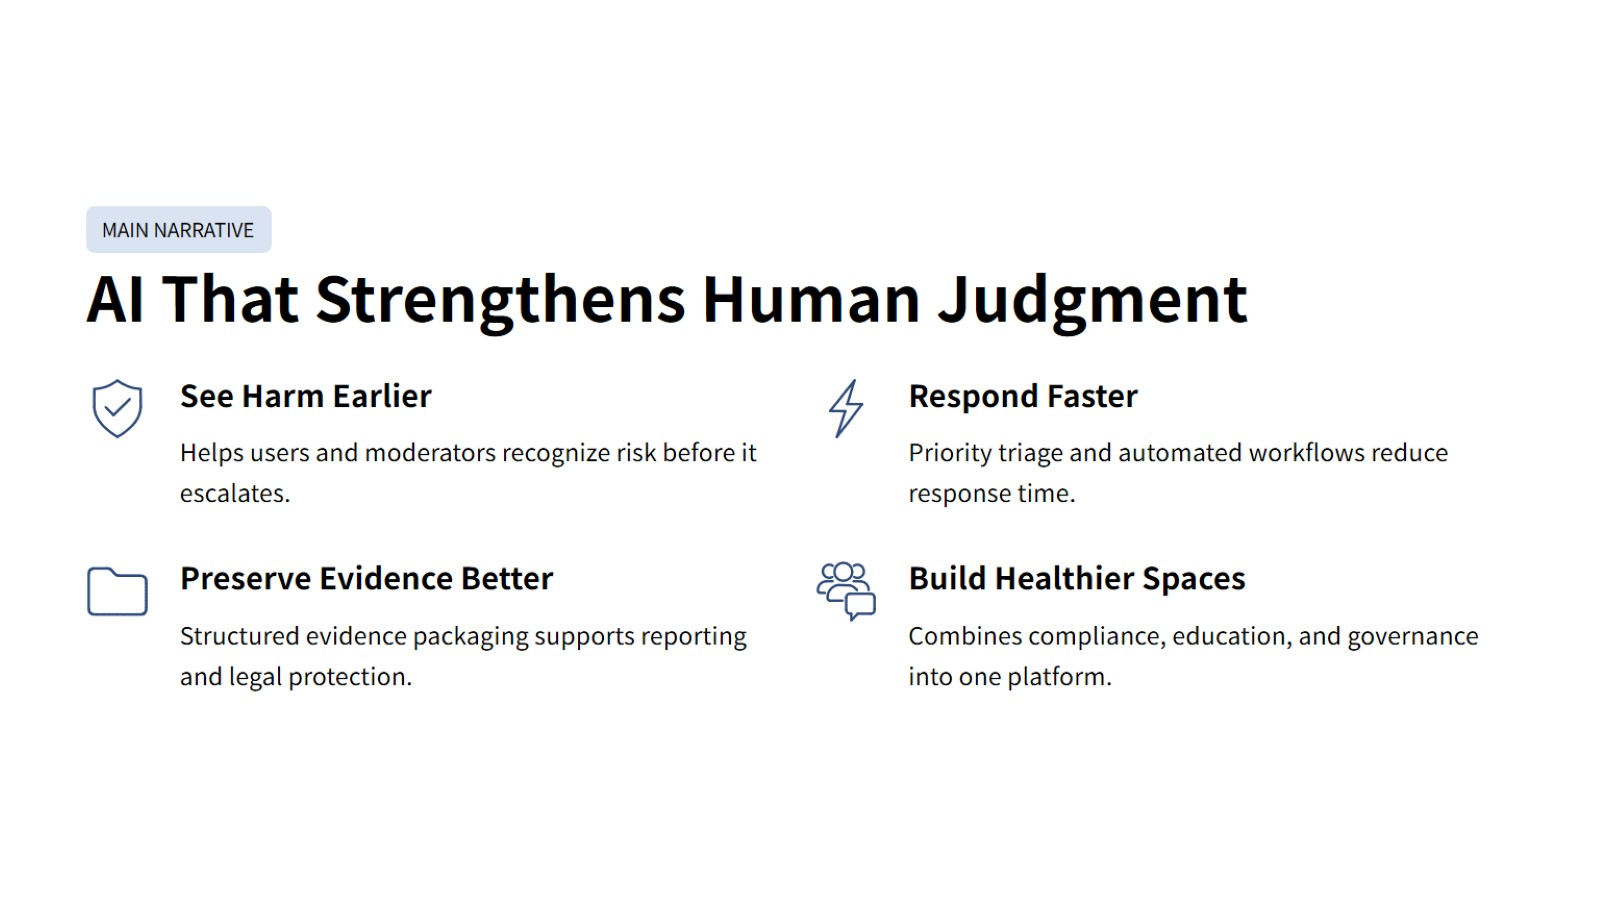 MAIN NARRATIVE
AI That Strengthens Human Judgment
See Harm Earlier
Helps users and moderators recognize risk before it
escalates.
Respond Faster
Priority triage and automated workflows reduce
response time.
Preserve Evidence Better
Structured evidence packaging supports reporting
and legal protection.
Build Healthier Spaces
Combines compliance, education, and governance
into one platform.